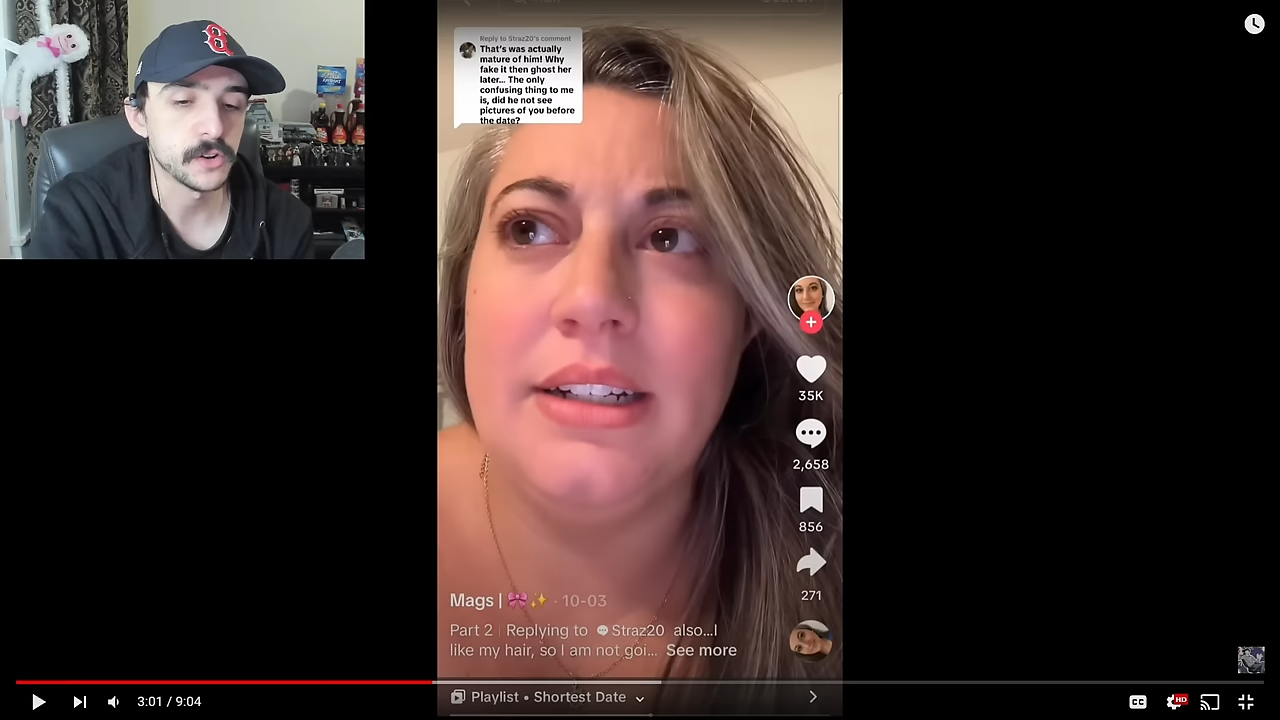 Reply to Straz20's comment
That's was actually
mature of him! Why
fake it then ghost her
later... The only
confusing thing to me
is, did he not see
pictures of you before
the date?
35K
2,658
856
271
Mags | 🎀✨ · 10-03
Part 2 | Replying to 💬Straz20 also...I
like my hair, so I am not goi... See more
Playlist • Shortest Date
3:01 / 9:04
CC
HD